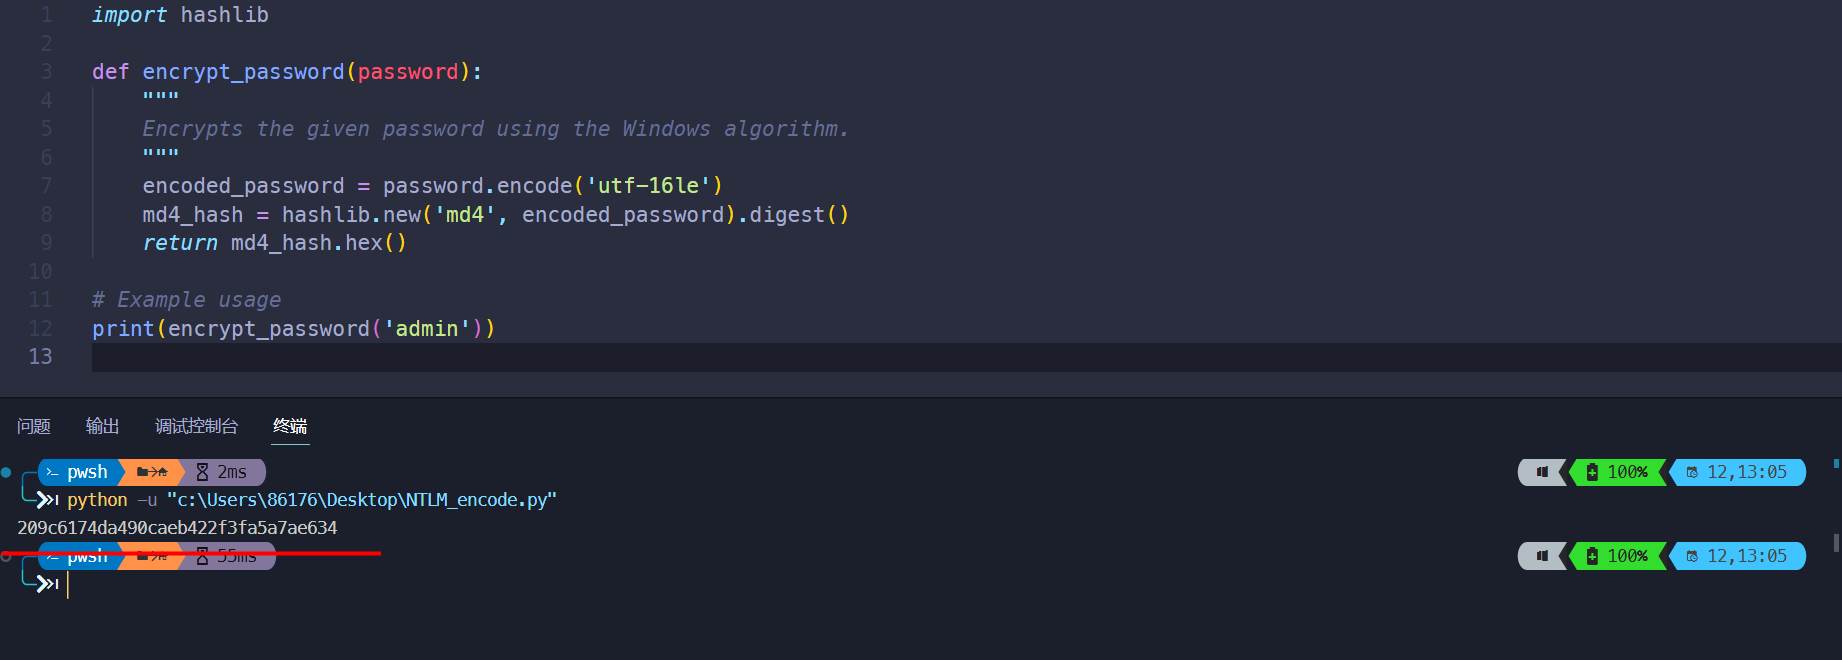 1 import hashlib
2
3 def encrypt_password(password):
4 """
5 Encrypts the given password using the Windows algorithm.
6 """
7 encoded_password = password.encode('utf-16le')
8 md4_hash = hashlib.new('md4', encoded_password).digest()
9 return md4_hash.hex()
10
11 # Example usage
12 print(encrypt_password('admin'))
13
问题 输出 调试控制台 终端
pwsh 2ms 100% 12,13:05
python -u "c:\Users\86176\Desktop\NTLM_encode.py"
209c6174da490caeb422f3fa5a7ae634
pwsh 55ms 100% 12,13:05